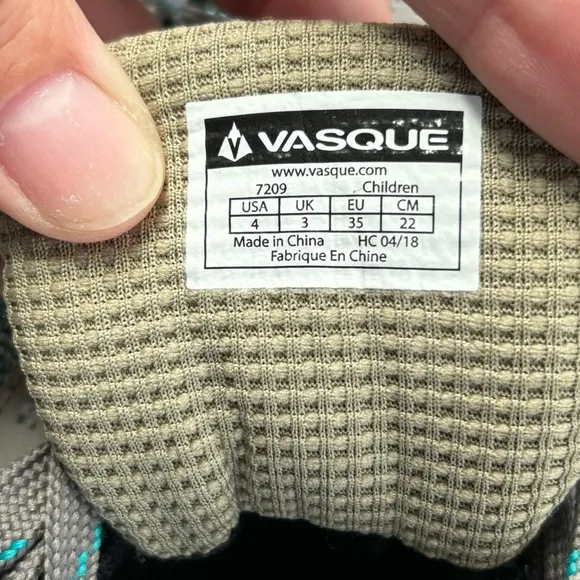 VASQUE
www.vasque.com
7209 Children
USA UK EU CM
4 3 35 22
Made in China HC 04/18
Fabrique En Chine